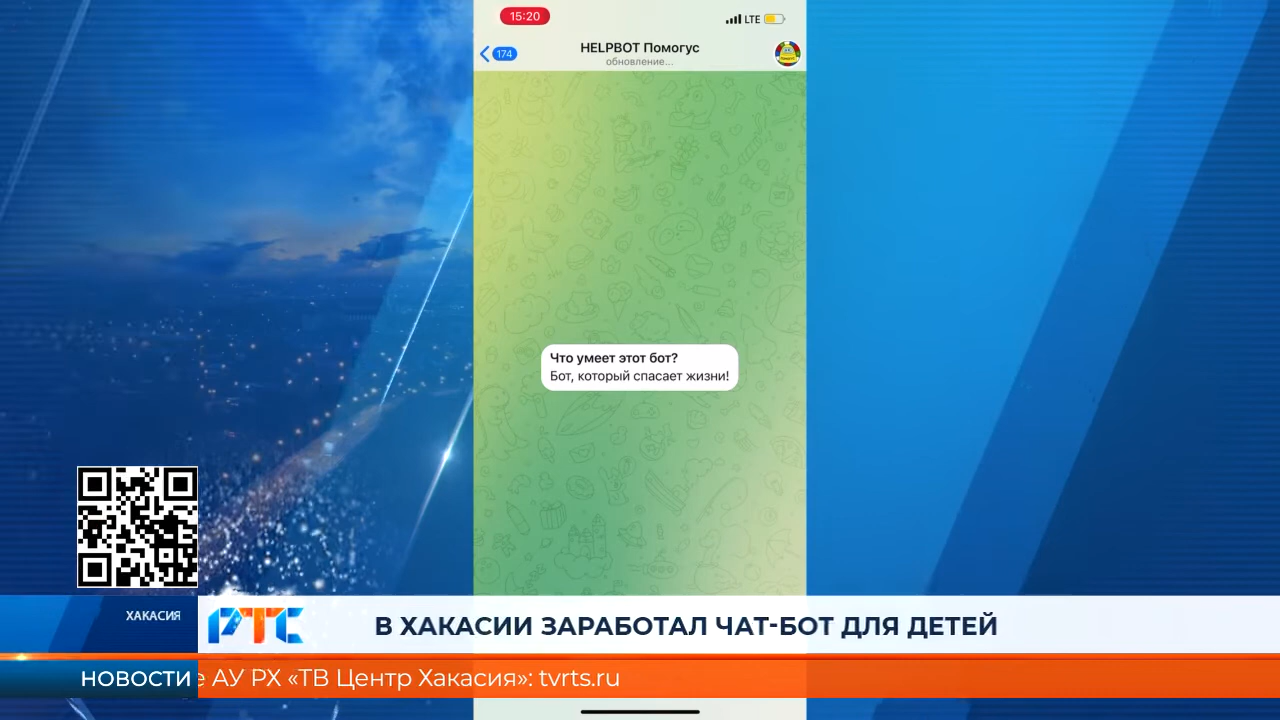 15:20
LTE
174
HELPBOT Помогус
обновление...
Что умеет этот бот?
Бот, который спасает жизни!
ХАКАСИЯ
РТС
В ХАКАСИИ ЗАРАБОТАЛ ЧАТ-БОТ ДЛЯ ДЕТЕЙ
НОВОСТИ
е АУ РХ «ТВ Центр Хакасия»: tvrts.ru